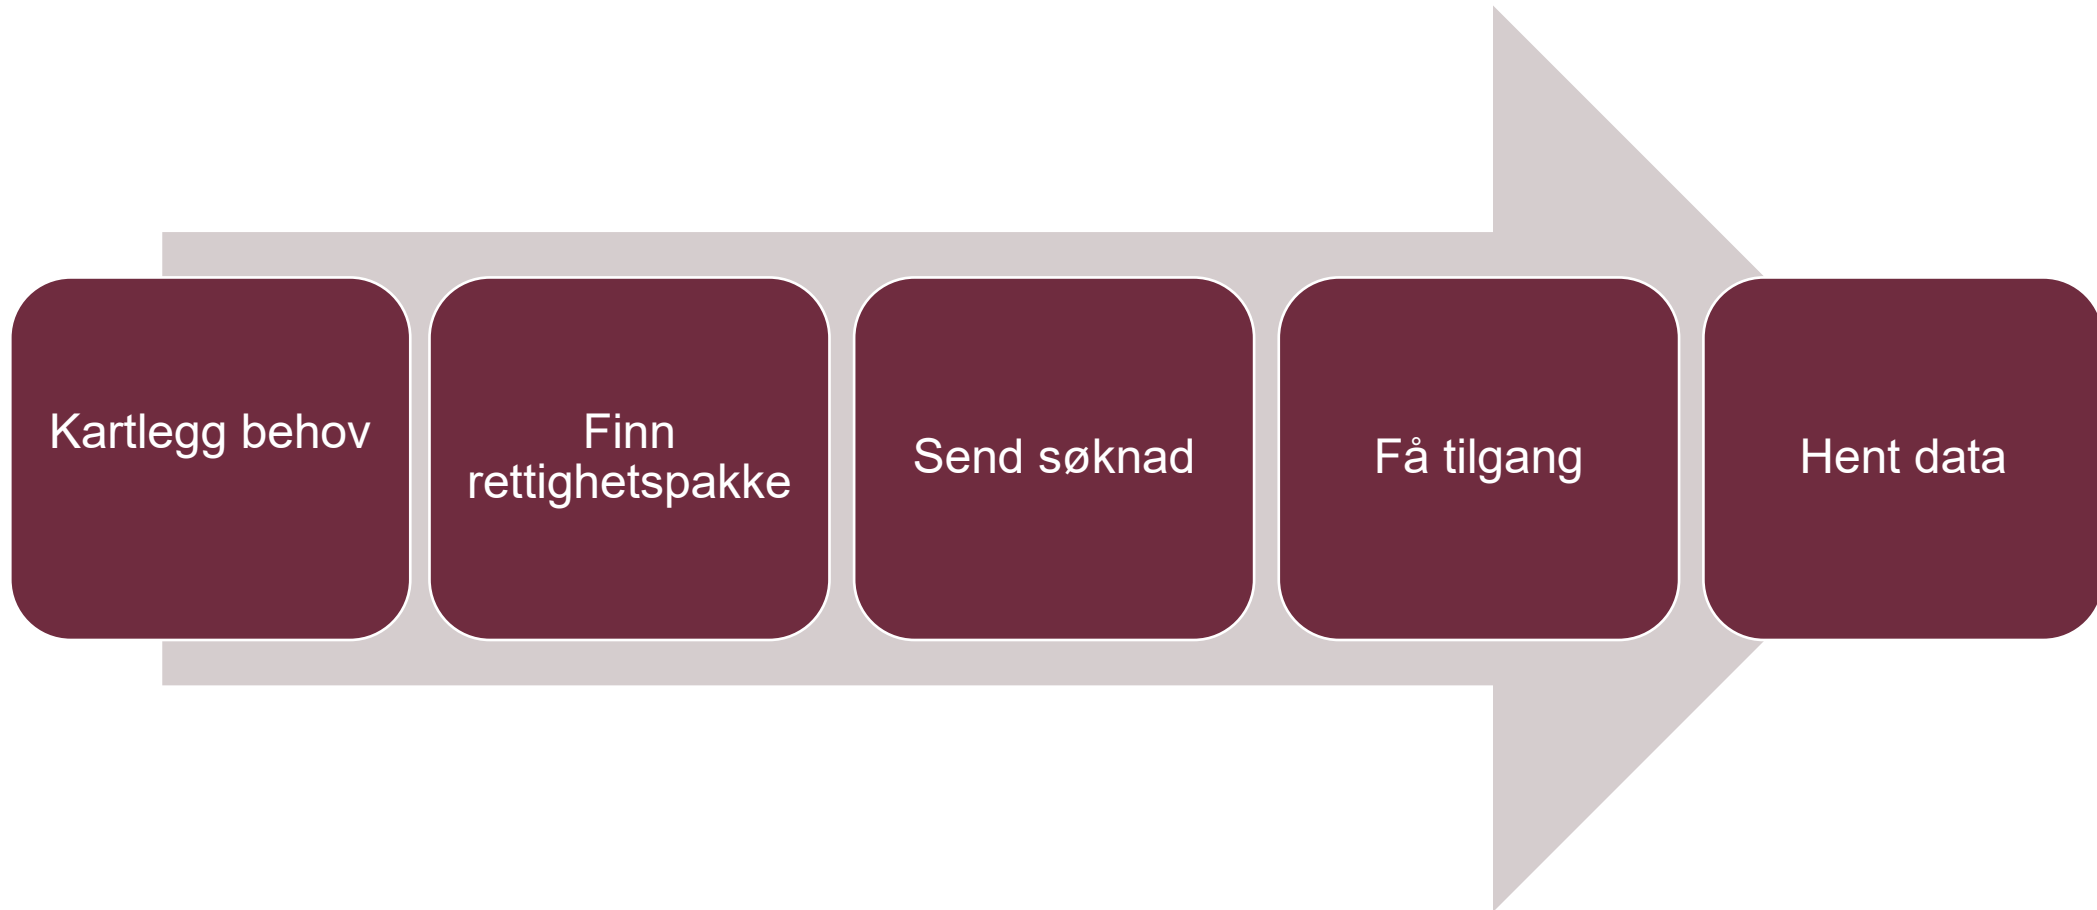 Kartlegg behov
Finn
rettighetspakke
Send søknad
Få tilgang
Hent data